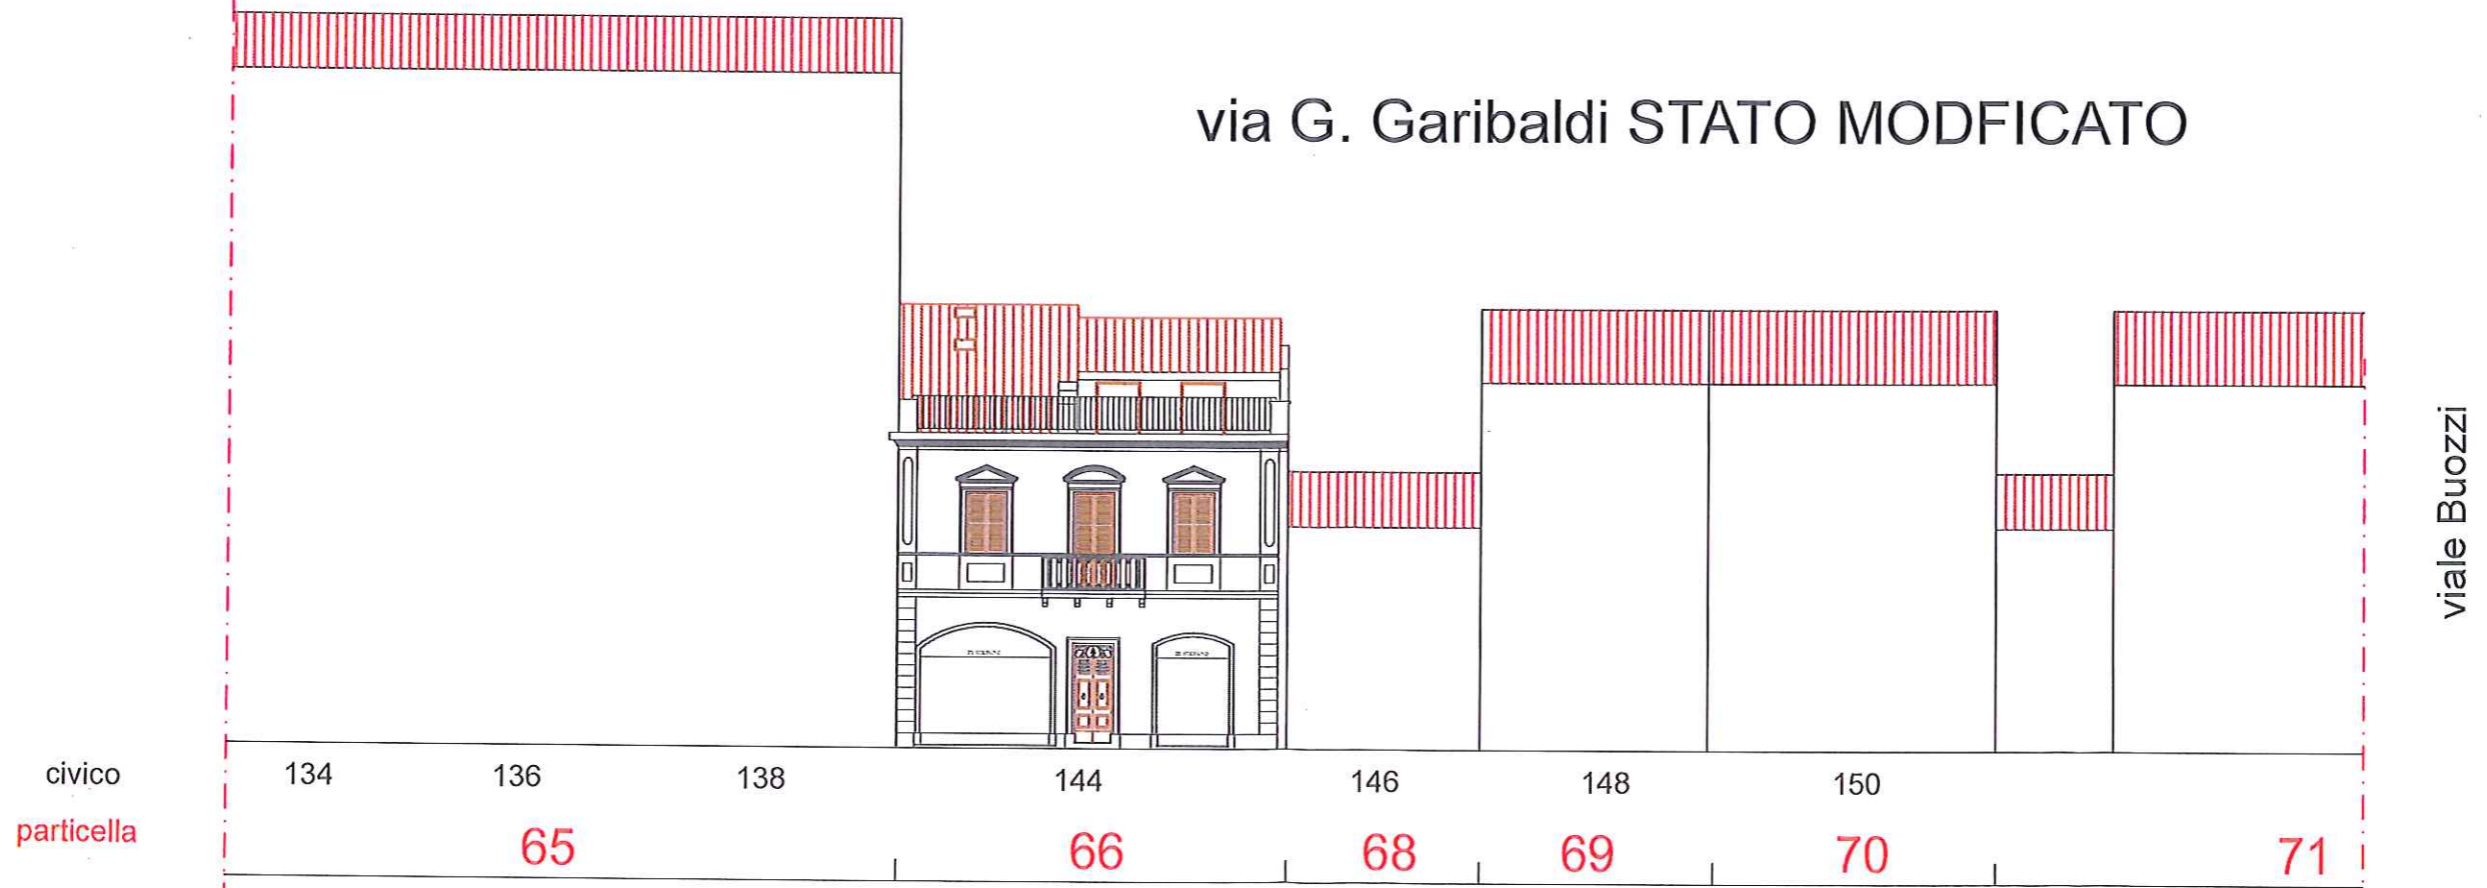 via G. Garibaldi STATO MODFICATO
viale Buozzi
civico 134 136 138 144 146 148 150
particella 65 66 68 69 70 71